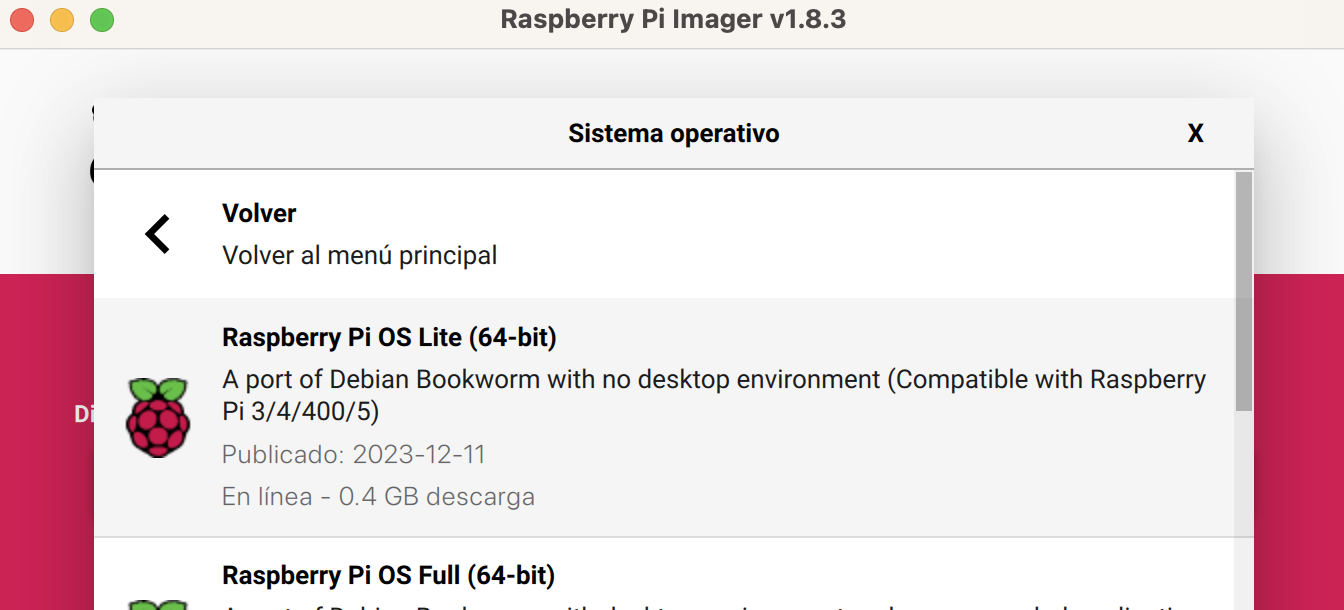 Raspberry Pi Imager v1.8.3
Sistema operativo
X
Volver
Volver al menú principal
Raspberry Pi OS Lite (64-bit)
A port of Debian Bookworm with no desktop environment (Compatible with Raspberry
Pi 3/4/400/5)
Di
Publicado: 2023-12-11
En línea - 0.4 GB descarga
Raspberry Pi OS Full (64-bit)